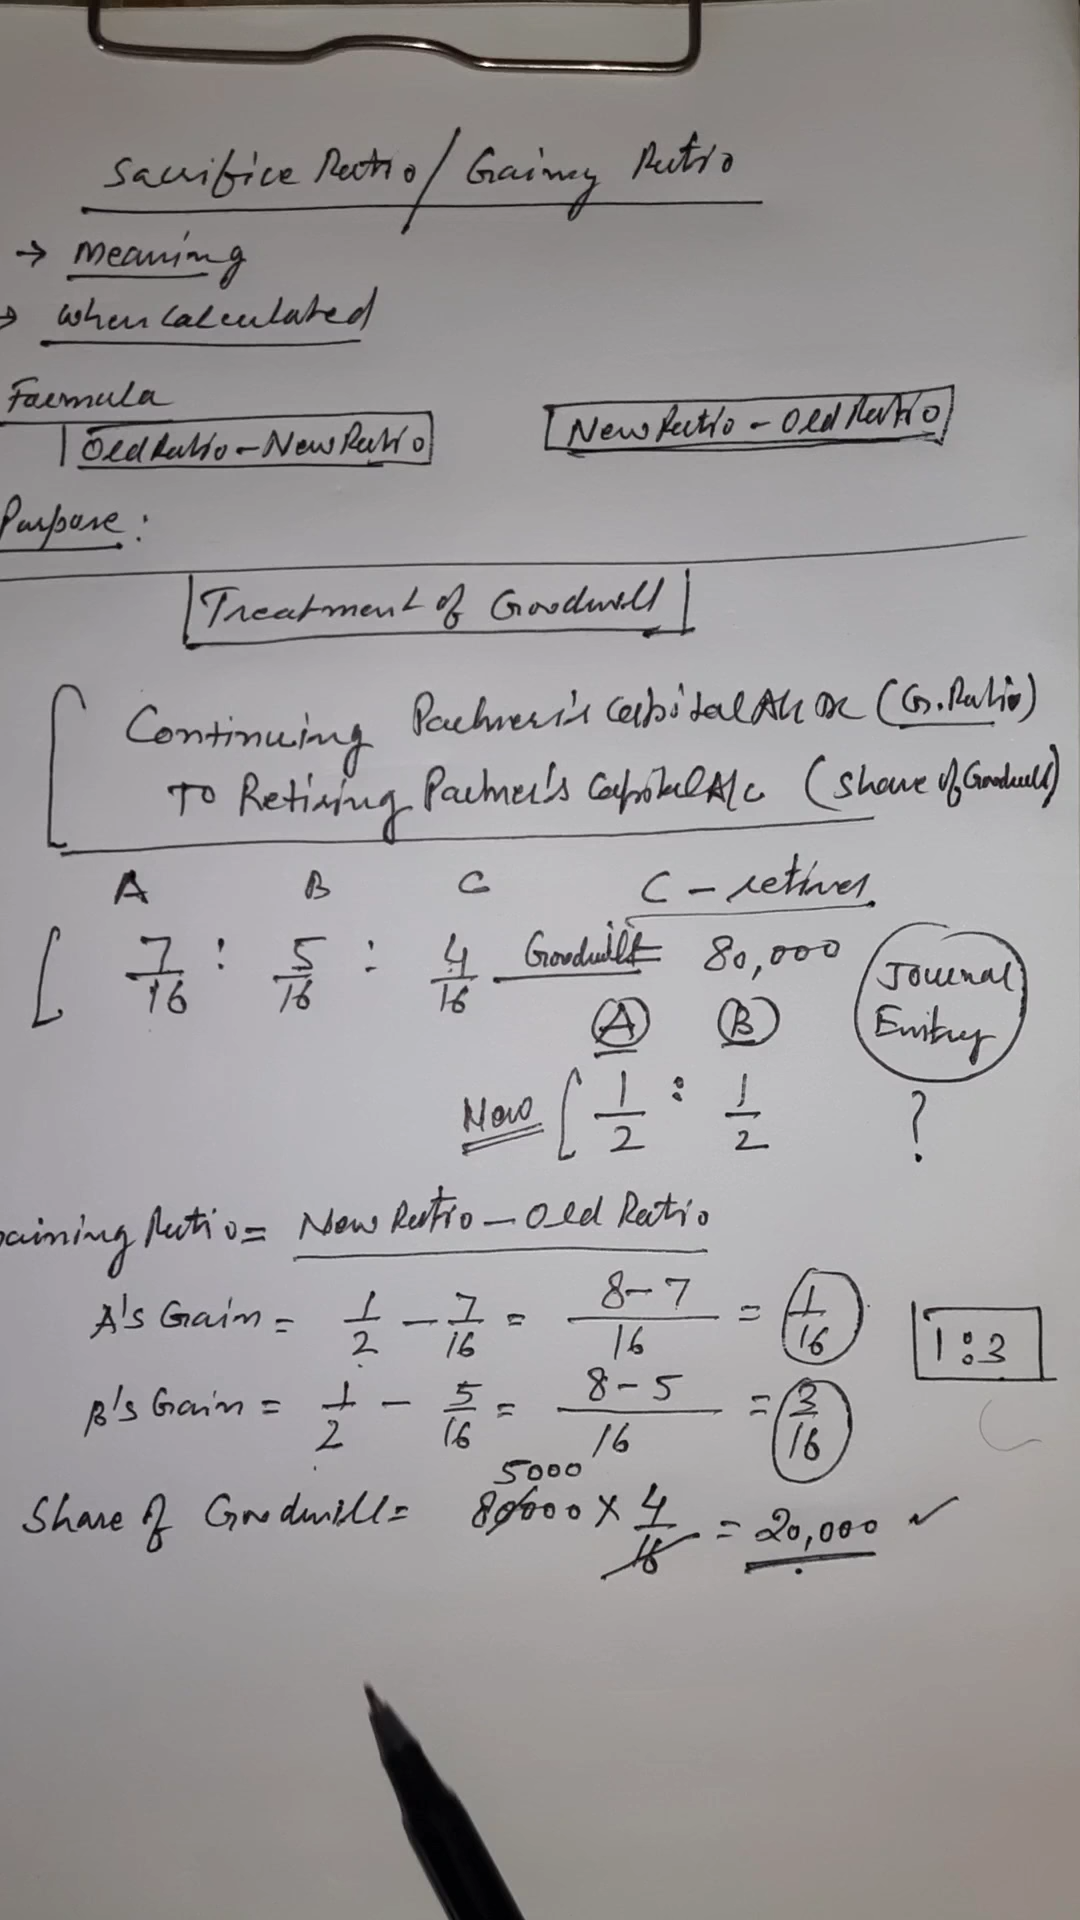 Sacrifice Ratio / Gaining Ratio
→ Meaning
→ When Calculated
Formula
Old Ratio - New Ratio
New Ratio - Old Ratio
Purpose:
Treatment of Goodwill
Continuing Partner's Capital A/c Dr (G. Ratio)
To Retiring Partner's Capital A/c (Share of Goodwill)
A B C C - retires
7/16 : 5/16 : 4/16 Goodwill = 80,000
Journal Entry ?
A B
New [ 1/2 : 1/2
aining Ratio = New Ratio - Old Ratio
A's Gain = 1/2 - 7/16 = 8-7/16 = 1/16
1:3
B's Gain = 1/2 - 5/16 = 8-5/16 = 3/16
5000
Share of Goodwill = 80000 × 4/16 = 20,000 ✓